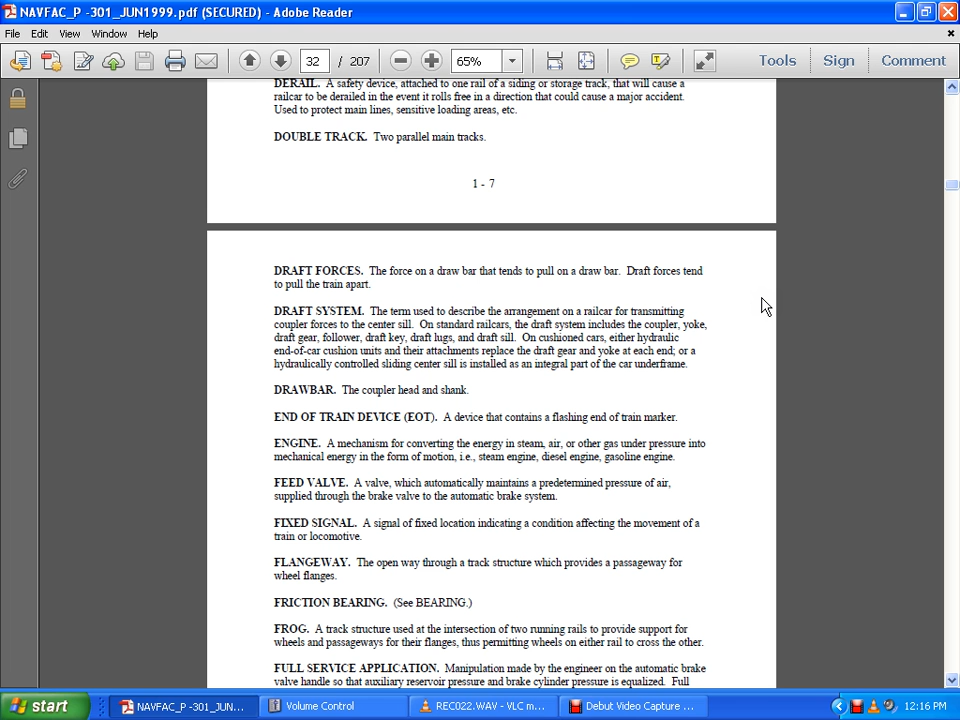 NAVFAC_P -301_JUN1999.pdf (SECURED) - Adobe Reader
File Edit View Window Help
32 / 207 65% Tools Sign Comment
DERAIL. A safety device, attached to one rail of a siding or storage track, that will cause a
railcar to be derailed in the event it rolls free in a direction that could cause a major accident.
Used to protect main lines, sensitive loading areas, etc.
DOUBLE TRACK. Two parallel main tracks.
1 - 7
DRAFT FORCES. The force on a draw bar that tends to pull on a draw bar. Draft forces tend
to pull the train apart.
DRAFT SYSTEM. The term used to describe the arrangement on a railcar for transmitting
coupler forces to the center sill. On standard railcars, the draft system includes the coupler, yoke,
draft gear, follower, draft key, draft lugs, and draft sill. On cushioned cars, either hydraulic
end-of-car cushion units and their attachments replace the draft gear and yoke at each end; or a
hydraulically controlled sliding center sill is installed as an integral part of the car underframe.
DRAWBAR. The coupler head and shank.
END OF TRAIN DEVICE (EOT). A device that contains a flashing end of train marker.
ENGINE. A mechanism for converting the energy in steam, air, or other gas under pressure into
mechanical energy in the form of motion, i.e., steam engine, diesel engine, gasoline engine.
FEED VALVE. A valve, which automatically maintains a predetermined pressure of air,
supplied through the brake valve to the automatic brake system.
FIXED SIGNAL. A signal of fixed location indicating a condition affecting the movement of a
train or locomotive.
FLANGEWAY. The open way through a track structure which provides a passageway for
wheel flanges.
FRICTION BEARING. (See BEARING.)
FROG. A track structure used at the intersection of two running rails to provide support for
wheels and passageways for their flanges, thus permitting wheels on either rail to cross the other.
FULL SERVICE APPLICATION. Manipulation made by the engineer on the automatic brake
valve handle so that auxiliary reservoir pressure and brake cylinder pressure is equalized. Full
start NAVFAC_P -301_JUN... Volume Control REC022.WAV - VLC m... Debut Video Capture ... 12:16 PM